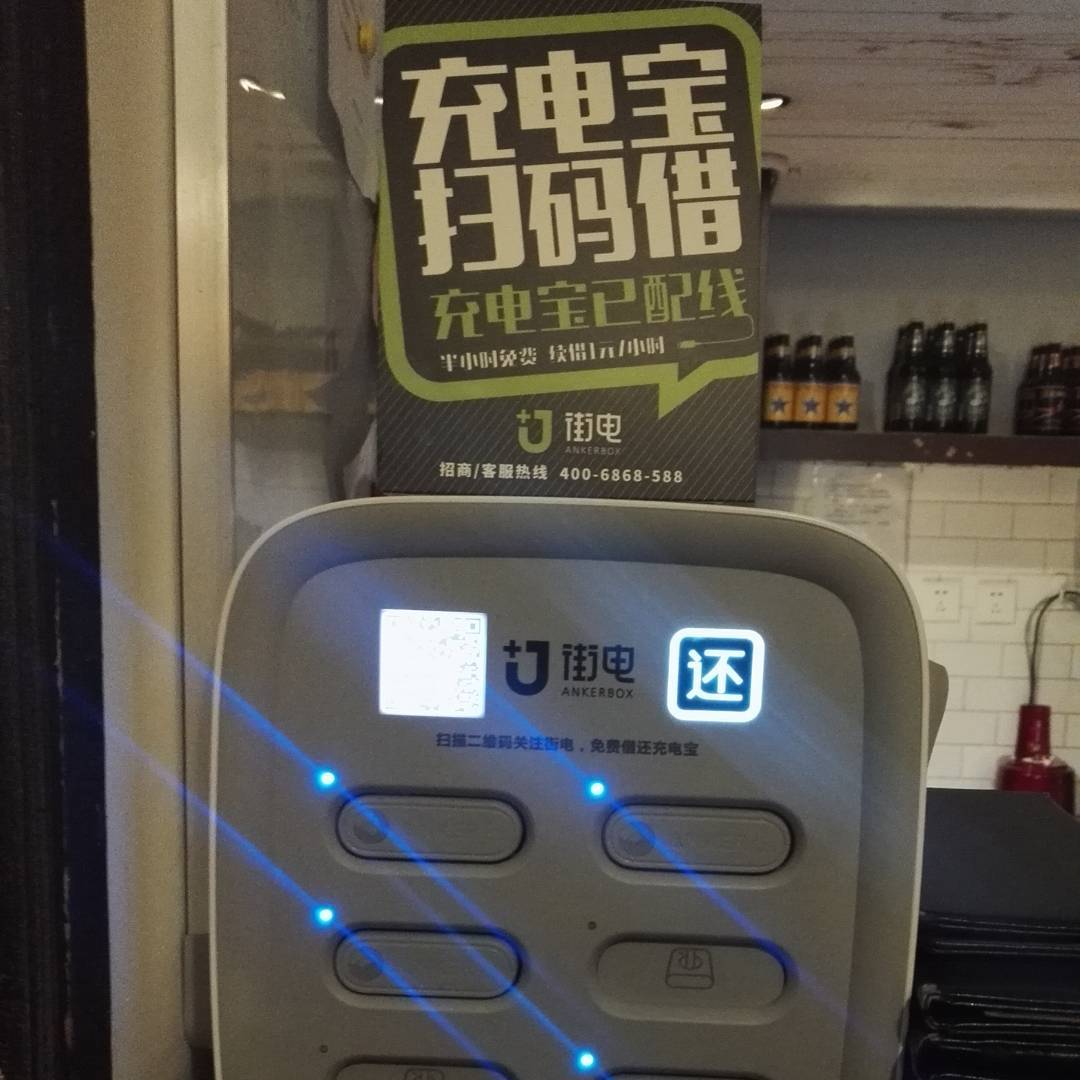 充电宝
扫码借
充电宝已配线
半小时免费 续借1元/小时
街电
ANKERBOX
招商/客服热线 400-6868-588
街电
ANKERBOX
还
扫描二维码关注街电，免费借还充电宝